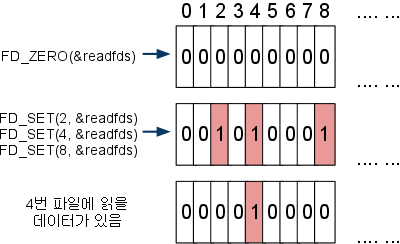 0 1 2 3 4 5 6 7 8 .... ...
FD_ZERO(&readfds) 0 0 0 0 0 0 0 0 0
.... ...
FD_SET(2, &readfds) .... ...
FD_SET(4, &readfds) 0 0 1 0 1 0 0 0 1
FD_SET(8, &readfds)
.... ...
4번 파일에 읽을 0 0 0 0 1 0 0 0 0
데이터가 있음
.... ...